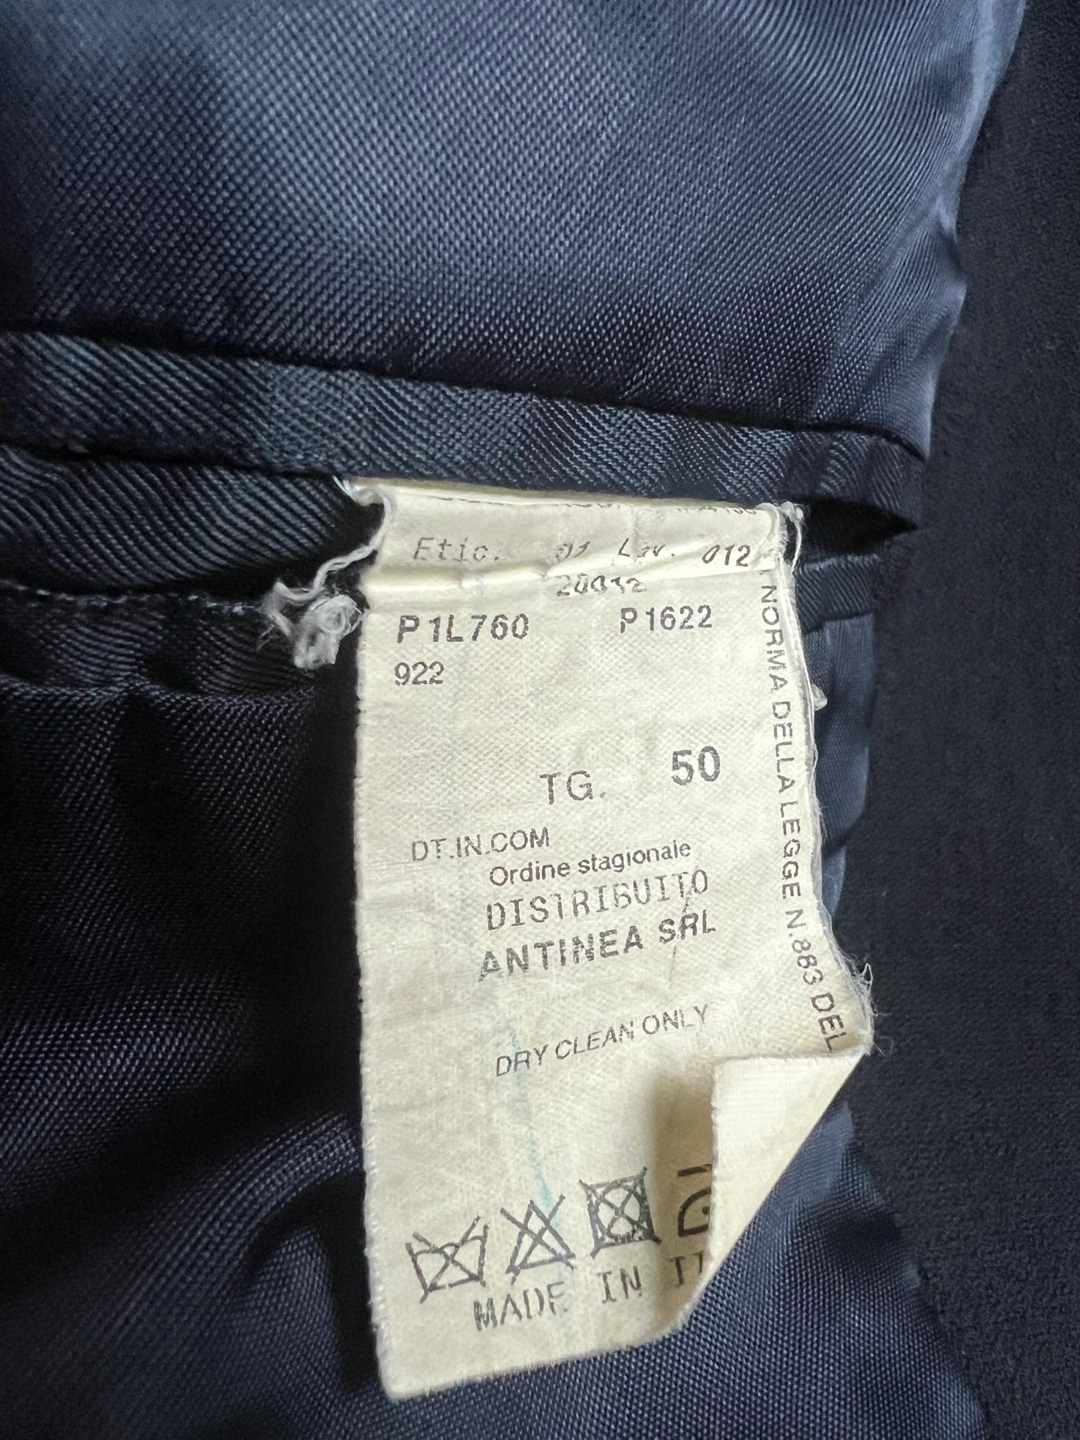 Etic. 01 Lav. 012
20012
P1L760 P1622
922
TG. 50
DT.IN.COM
Ordine stagionale
DISTRIBUITO
ANTINEA SRL
DRY CLEAN ONLY
MADE IN
NORMA DELLA LEGGE N.883 DEL